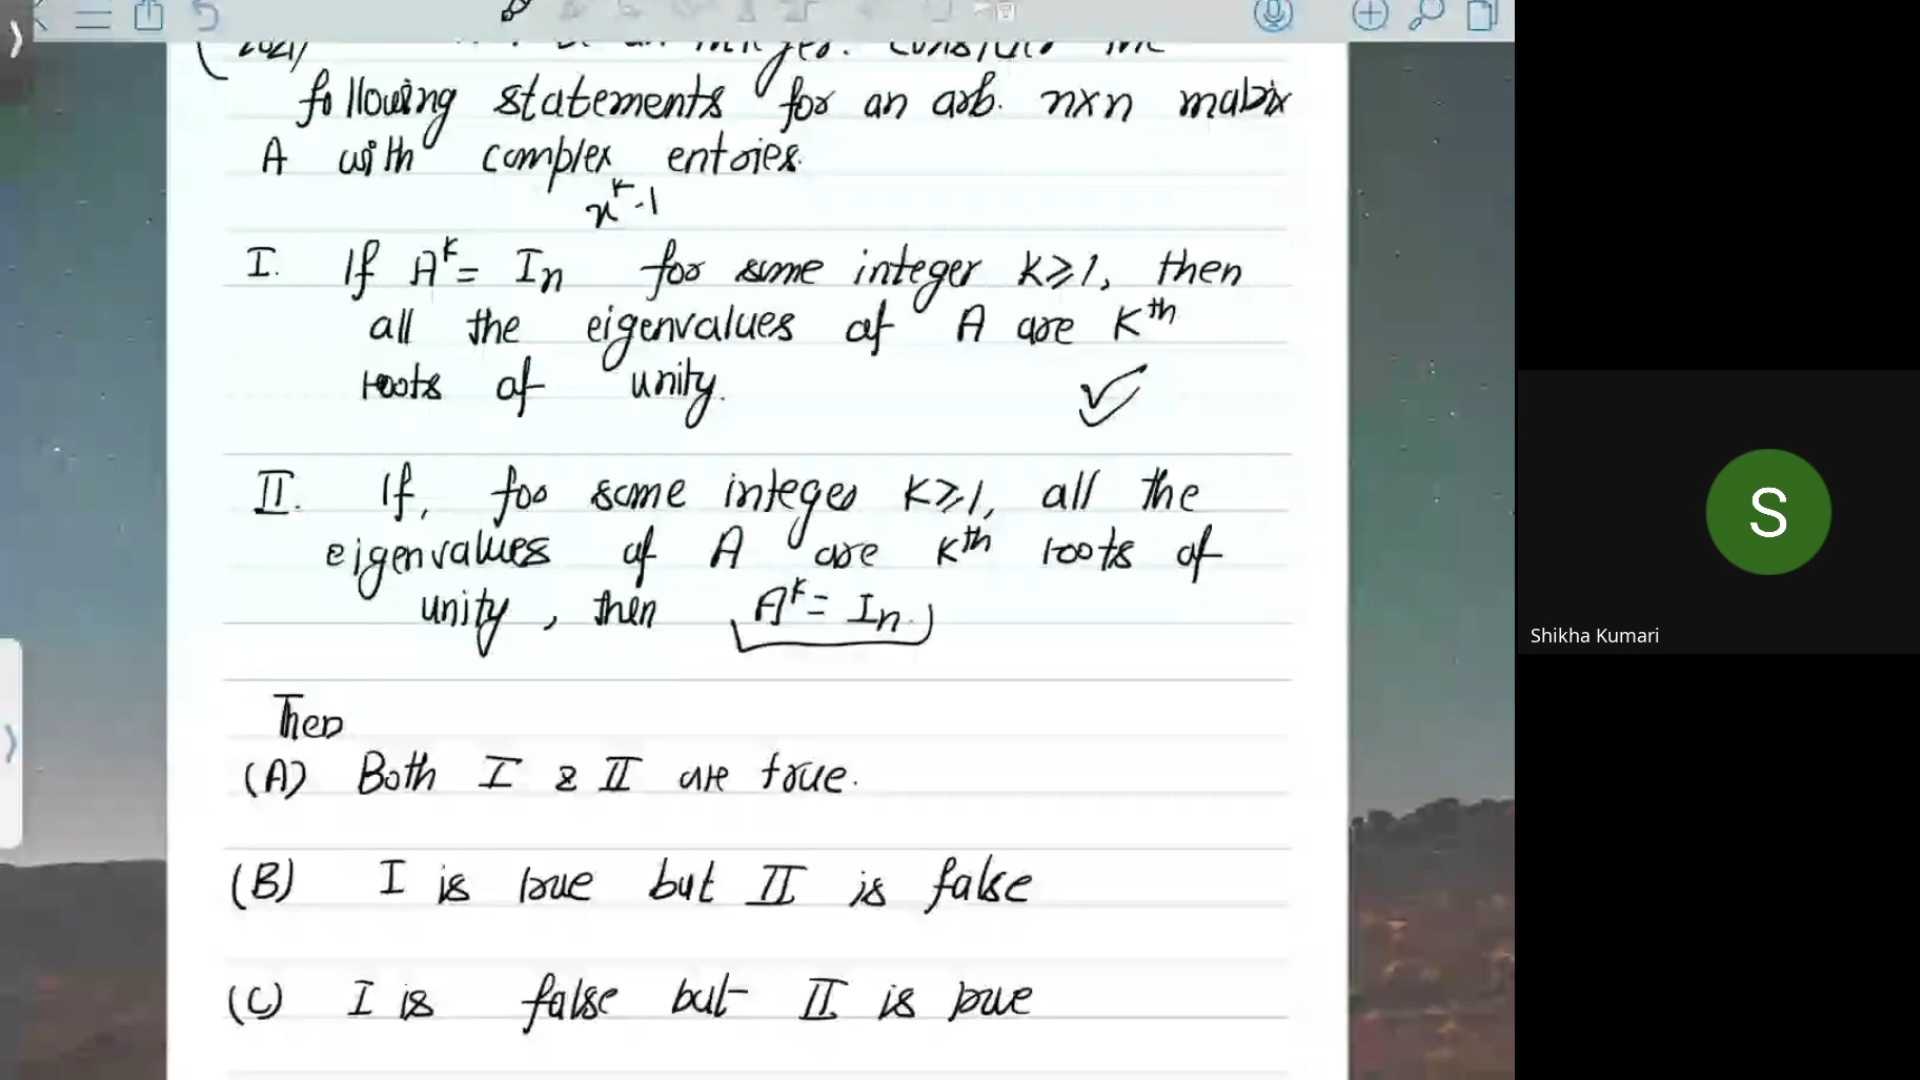 following statements for an arb. nxn matrix
A with complex entries.
x^k-1
I. If A^k = In for some integer K≥1, then
all the eigenvalues of A are K^th
roots of unity.
II. If, for some integer K≥1, all the
eigenvalues of A are K^th roots of
unity, then A^k = In.
Then
(A) Both I & II are true.
(B) I is true but II is false
(C) I is false but II is true
S
Shikha Kumari